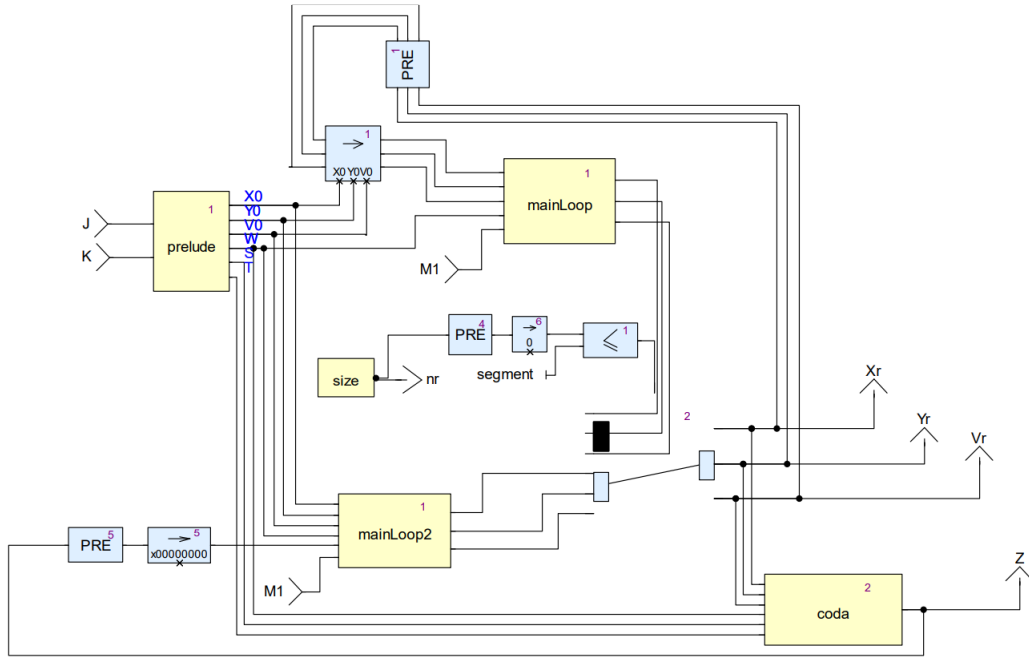 1
PRE
1
X0 Y0 V0
1
mainLoop
M1
J
K
1
prelude
X0
Y0
V0
W
S
T
PRE
4
6
0
1
≤
segment
size
nr
2
Xr
Yr
Vr
1
mainLoop2
M1
PRE
5
5
x00000000
2
coda
Z